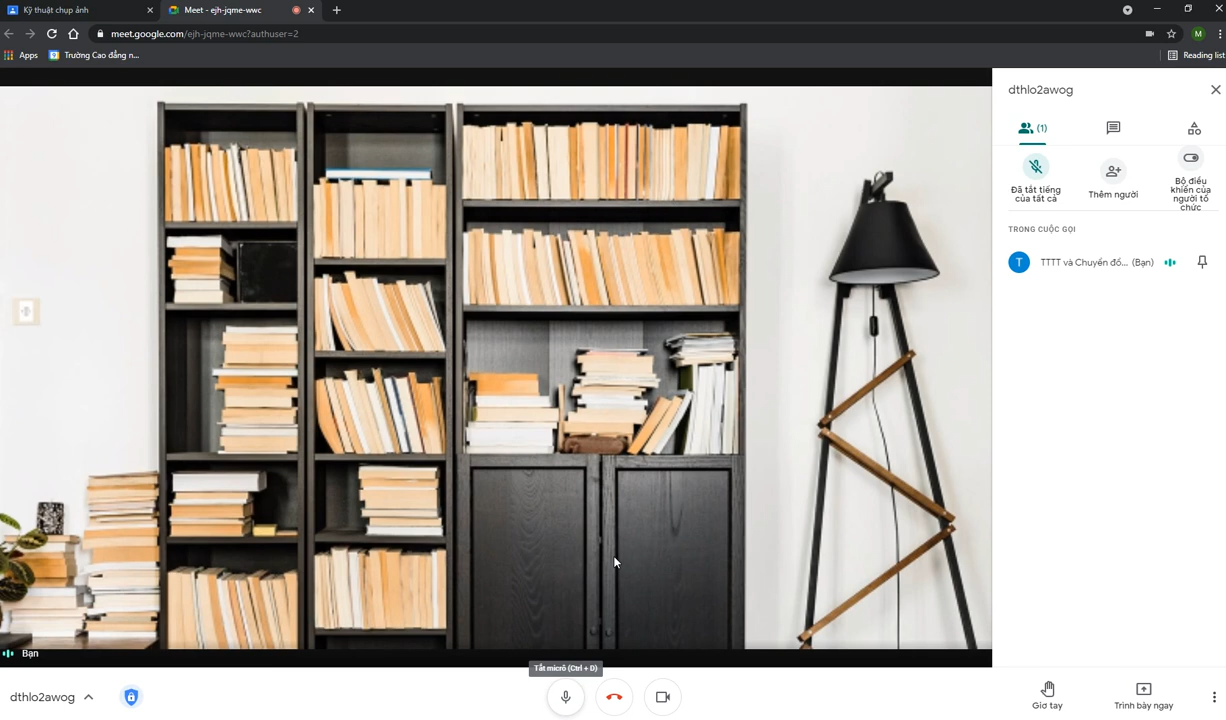 Kỹ thuật chụp ảnh
Meet - ejh-jqme-wwc
meet.google.com/ejh-jqme-wwc?authuser=2
M
Apps
Trường Cao đẳng n...
Reading list
dthlo2awog
(1)
Đã tắt tiếng
của tất cả
Thêm người
Bộ điều
khiển của
người tổ
chức
TRONG CUỘC GỌI
T
TTTT và Chuyển đổ... (Bạn)
Bạn
Tắt micrô (Ctrl + D)
dthlo2awog
Giơ tay
Trình bày ngay